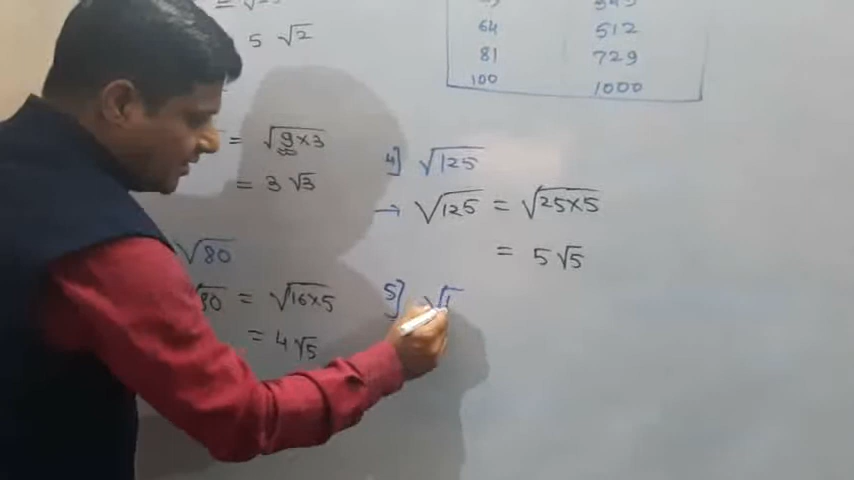 5 √2
= √9×3
= 3 √3
√80
√80 = √16×5
= 4 √5
64 512
81 729
100 1000
4] √125
→ √125 = √25×5
= 5 √5
5] √1